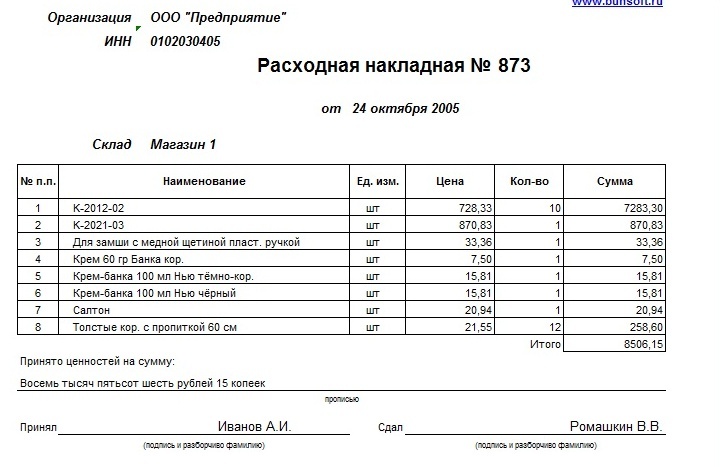 www.bunsoft.ru
Организация ООО "Предприятие"
ИНН 0102030405
Расходная накладная № 873
от 24 октября 2005
Склад Магазин 1
№ п.п. Наименование Ед. изм. Цена Кол-во Сумма
1 К-2012-02 шт 728,33 10 7283,30
2 К-2021-03 шт 870,83 1 870,83
3 Для замши с медной щетиной пласт. ручкой шт 33,36 1 33,36
4 Крем 60 гр Банка кор. шт 7,50 1 7,50
5 Крем-банка 100 мл Нью тёмно-кор. шт 15,81 1 15,81
6 Крем-банка 100 мл Нью чёрный шт 15,81 1 15,81
7 Салтон шт 20,94 1 20,94
8 Толстые кор. с пропиткой 60 см шт 21,55 12 258,60
Итого 8506,15
Принято ценностей на сумму:
Восемь тысяч пятьсот шесть рублей 15 копеек
прописью
Принял Иванов А.И. Сдал Ромашкин В.В.
(подпись и разборчиво фамилию) (подпись и разборчиво фамилию)